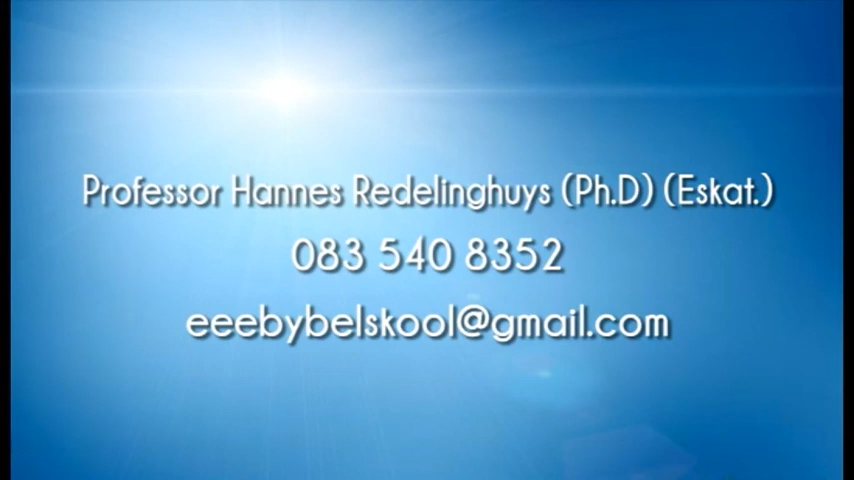 Professor Hannes Redelinghuys (Ph.D) (Eskat.)
083 540 8352
eeebybelskool@gmail.com